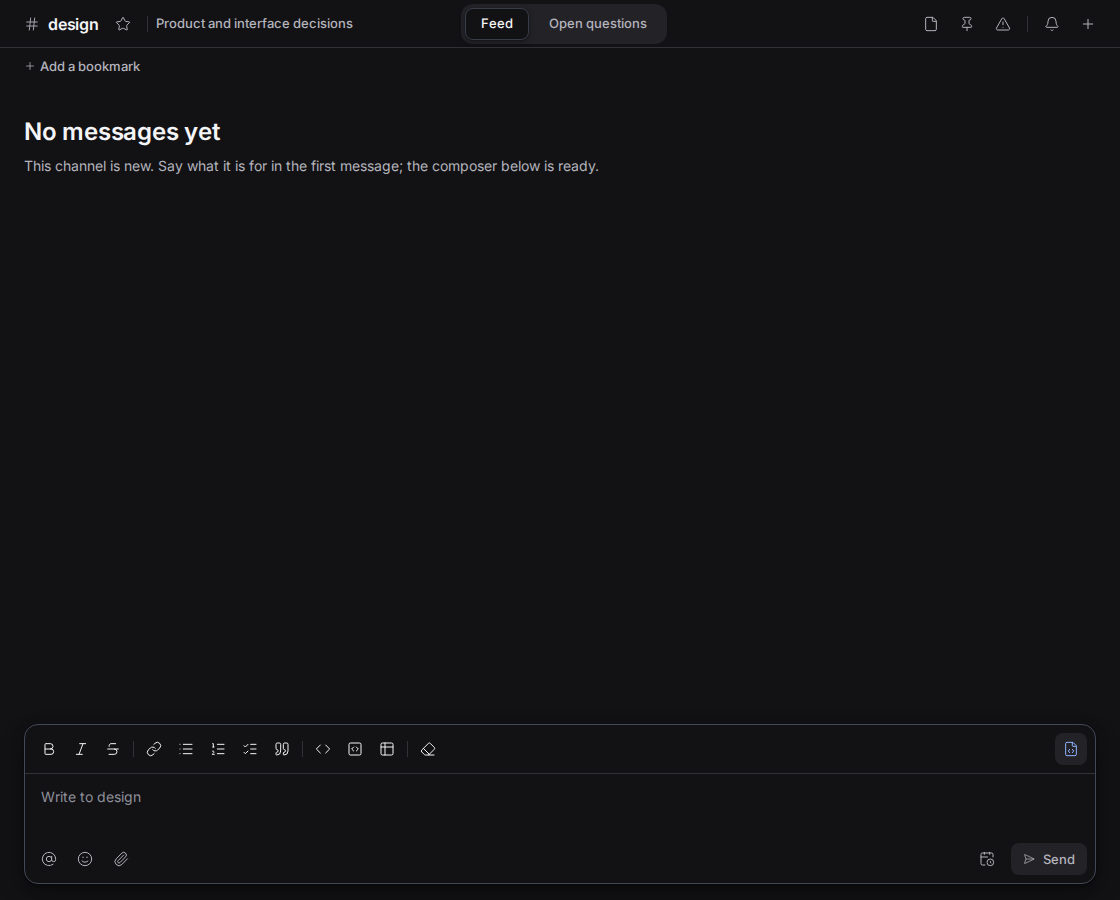 design
Product and interface decisions
Feed
Open questions
Add a bookmark
No messages yet
This channel is new. Say what it is for in the first message; the composer below is ready.
Write to design
Send